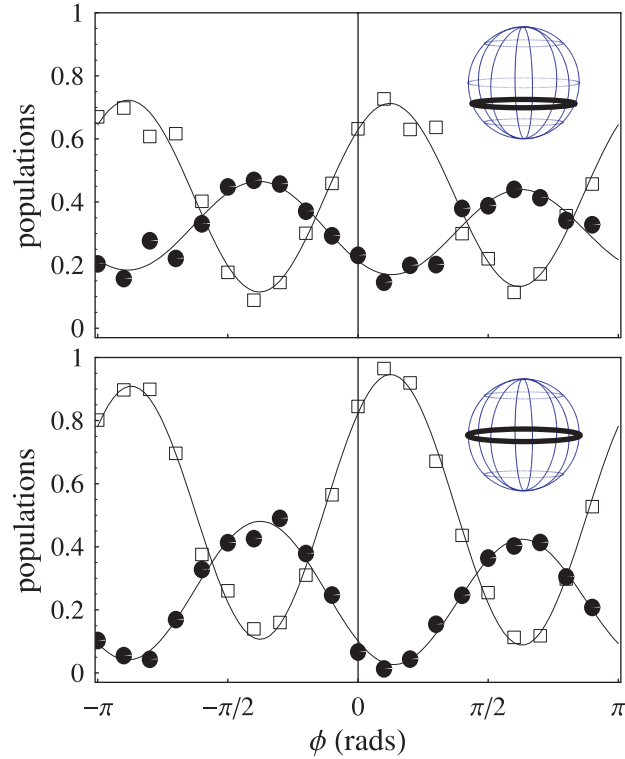 1
0.8
0.6
0.4
0.2
0
populations
1
0.8
0.6
0.4
0.2
0
populations
−π
−π/2
0
π/2
π
ϕ (rads)